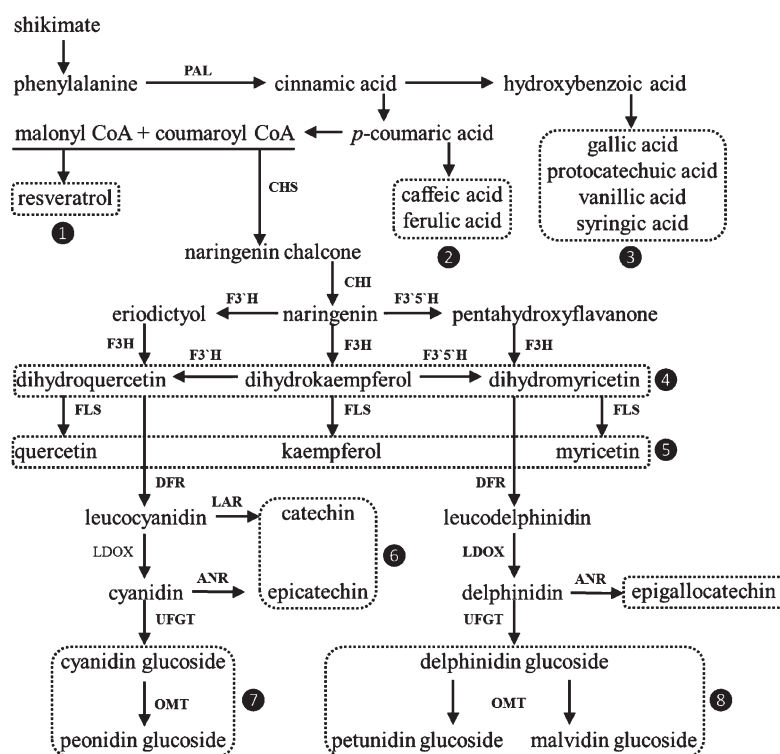 shikimate
phenylalanine PAL cinnamic acid hydroxybenzoic acid
malonyl CoA + coumaroyl CoA p-coumaric acid
gallic acid
protocatechuic acid
vanillic acid
syringic acid
resveratrol
CHS
caffeic acid
ferulic acid
1
2
3
naringenin chalcone
CHI
eriodictyol F3`H naringenin F3`5`H pentahydroxyflavanone
F3H F3H F3H
dihydroquercetin F3`H dihydrokaempferol F3`5`H dihydromyricetin 4
FLS FLS FLS
quercetin kaempferol myricetin 5
DFR DFR
leucocyanidin LAR catechin leucodelphinidin
LDOX 6 LDOX
cyanidin ANR epicatechin delphinidin ANR epigallocatechin
UFGT UFGT
cyanidin glucoside delphinidin glucoside
OMT 7 OMT 8
peonidin glucoside petunidin glucoside malvidin glucoside